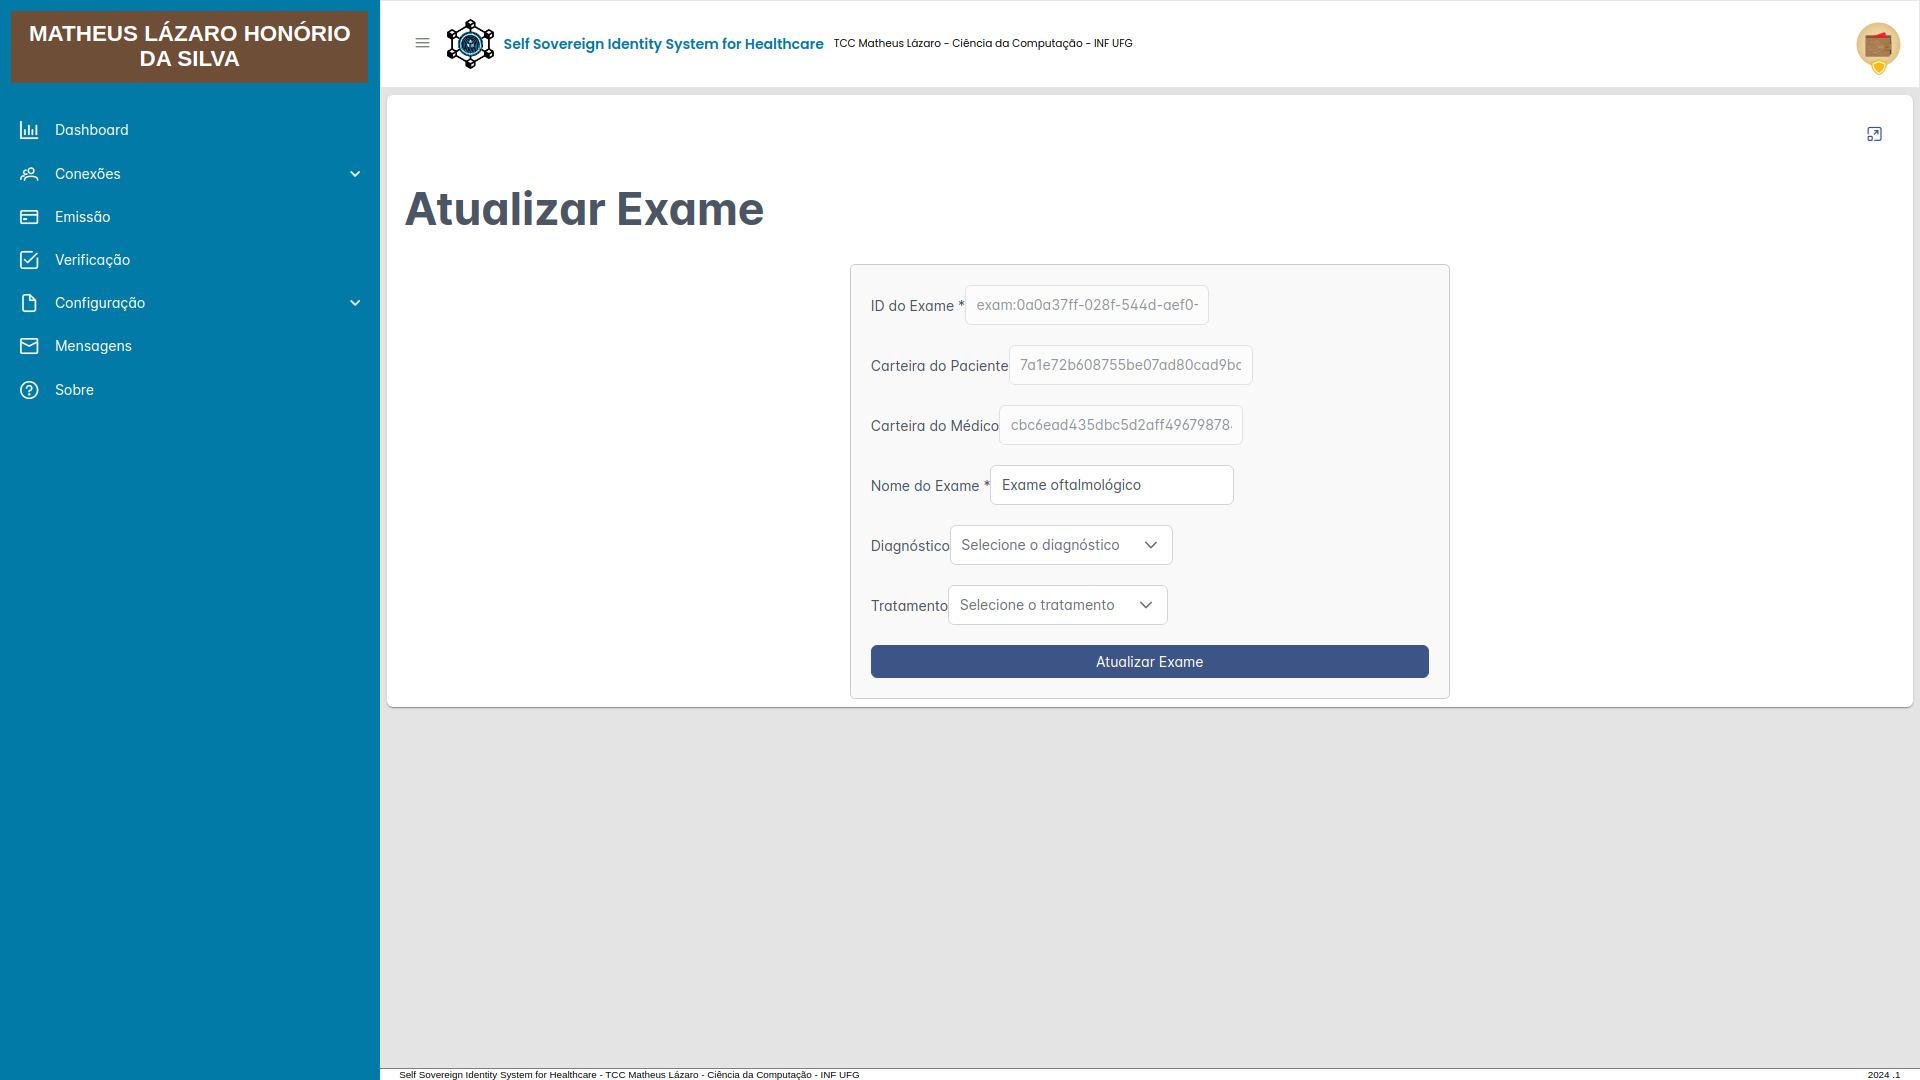 MATHEUS LÁZARO HONÓRIO
DA SILVA
Dashboard
Conexões
Emissão
Verificação
Configuração
Mensagens
Sobre
Self Sovereign Identity System for Healthcare TCC Matheus Lázaro - Ciência da Computação - INF UFG
Atualizar Exame
ID do Exame * exam:0a0a37ff-028f-544d-aef0-
Carteira do Paciente 7a1e72b608755be07ad80cad9bc
Carteira do Médico cbc6ead435dbc5d2aff49679878
Nome do Exame * Exame oftalmológico
Diagnóstico Selecione o diagnóstico
Tratamento Selecione o tratamento
Atualizar Exame
Self Sovereign Identity System for Healthcare - TCC Matheus Lázaro - Ciência da Computação - INF UFG
2024 .1